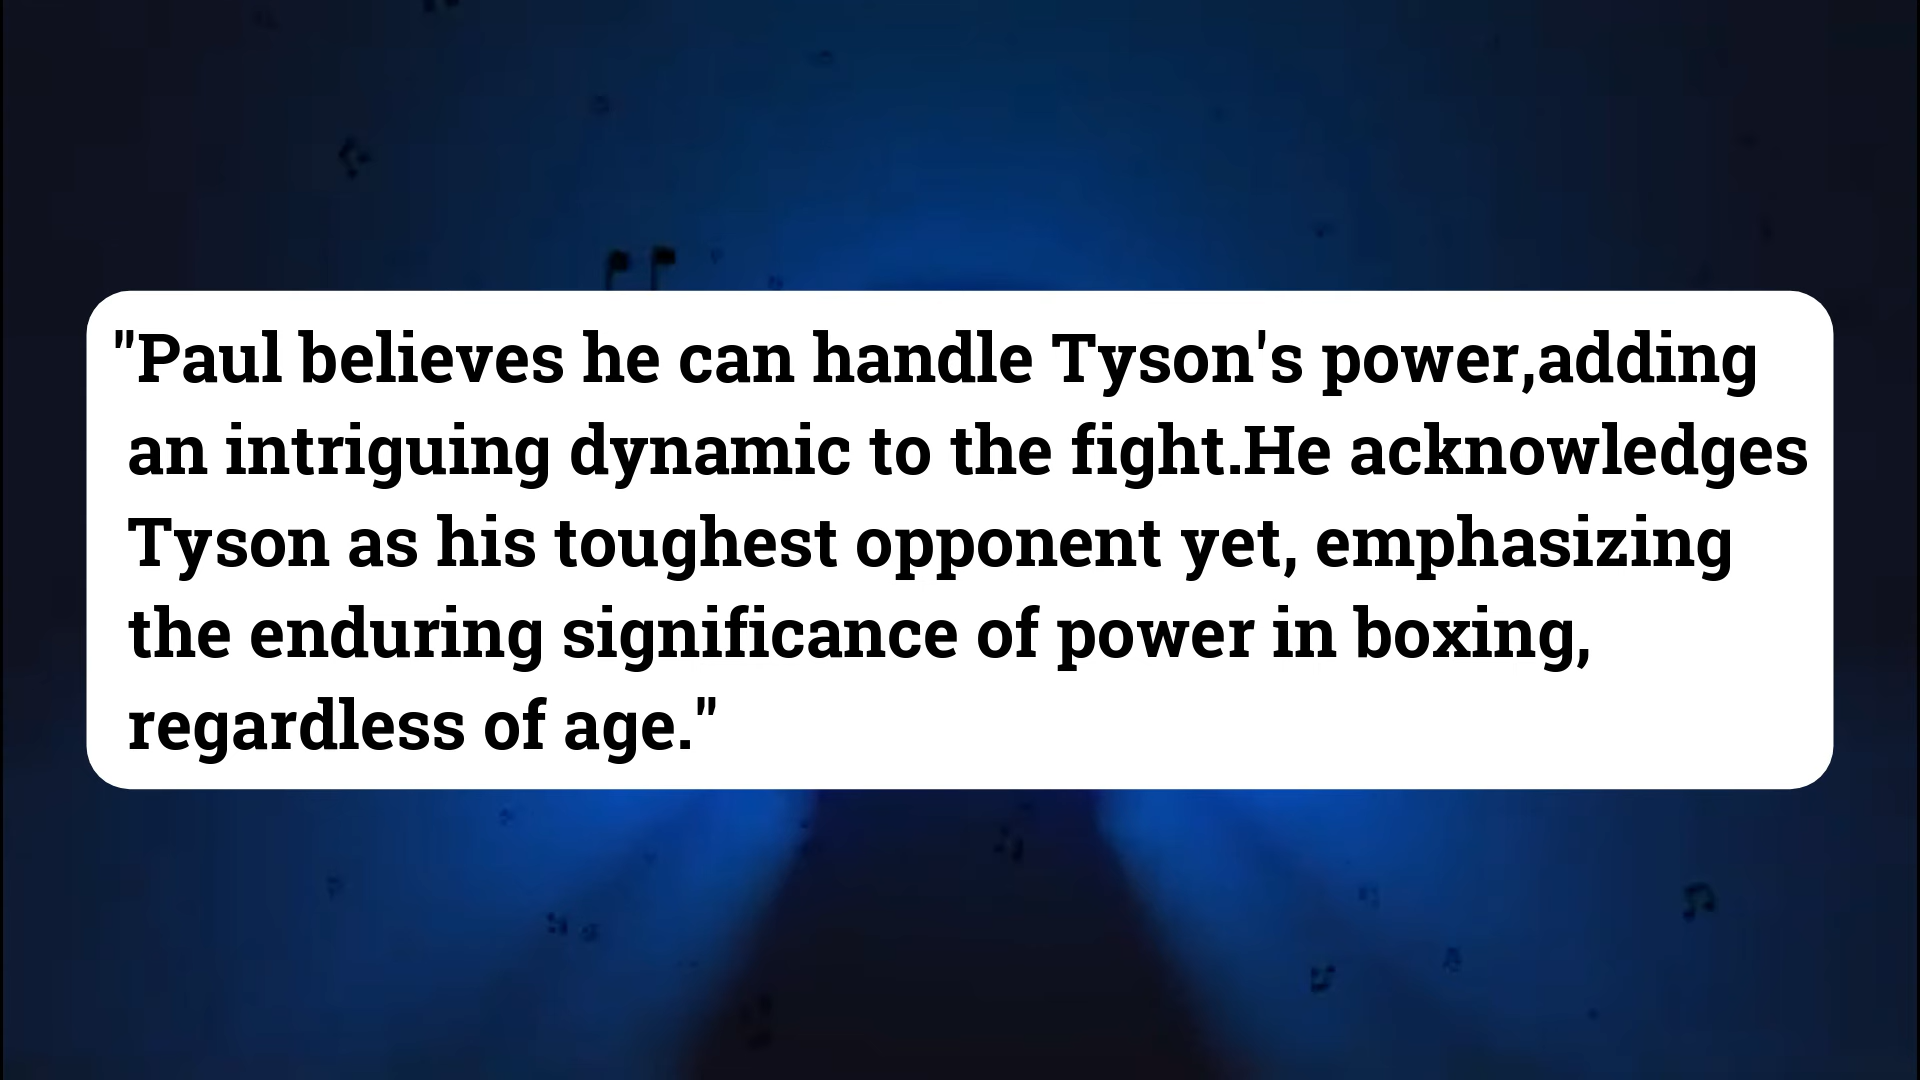 "Paul believes he can handle Tyson's power,adding
an intriguing dynamic to the fight.He acknowledges
Tyson as his toughest opponent yet, emphasizing
the enduring significance of power in boxing,
regardless of age."